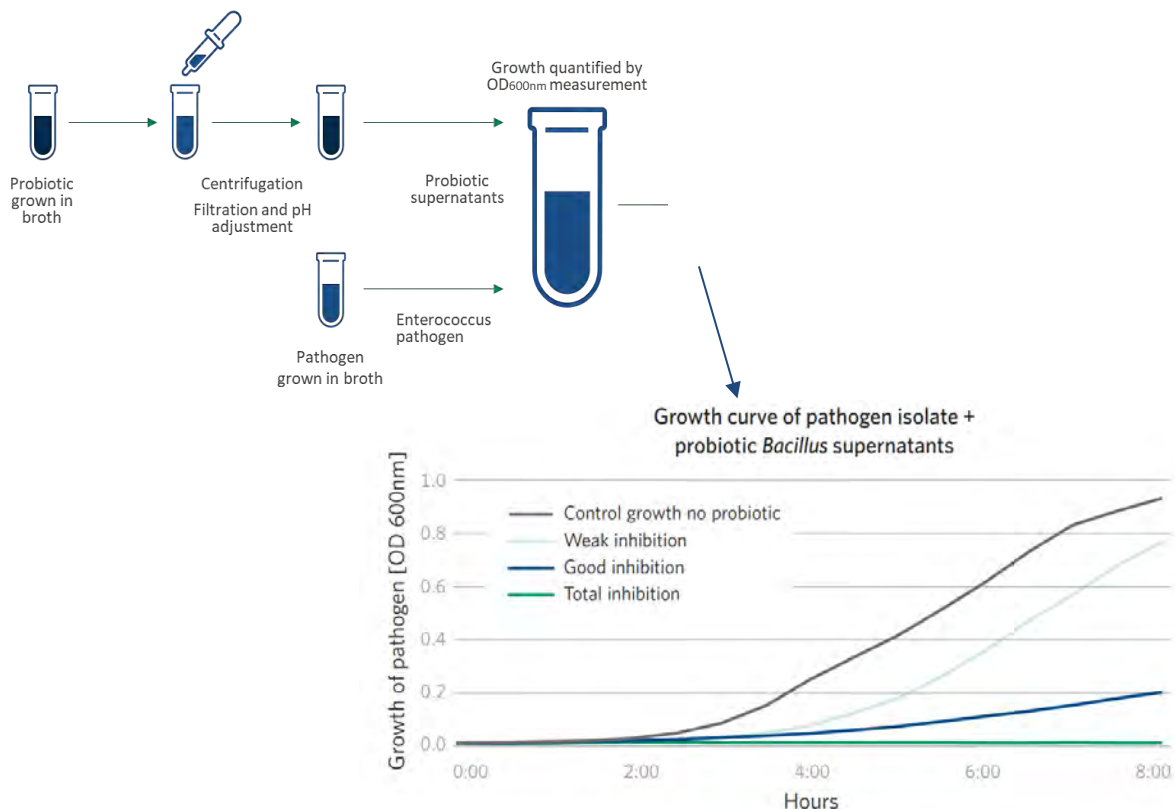 Growth quantified by
OD600nm measurement
Probiotic
grown in
broth
Centrifugation
Filtration and pH
adjustment
Probiotic
supernatants
Enterococcus
pathogen
Pathogen
grown in broth
Growth curve of pathogen isolate +
probiotic Bacillus supernatants
Growth of pathogen [OD 600nm]
1.0
0.8
0.6
0.4
0.2
0.0
Control growth no probiotic
Weak inhibition
Good inhibition
Total inhibition
0:00
2:00
4:00
6:00
8:00
Hours